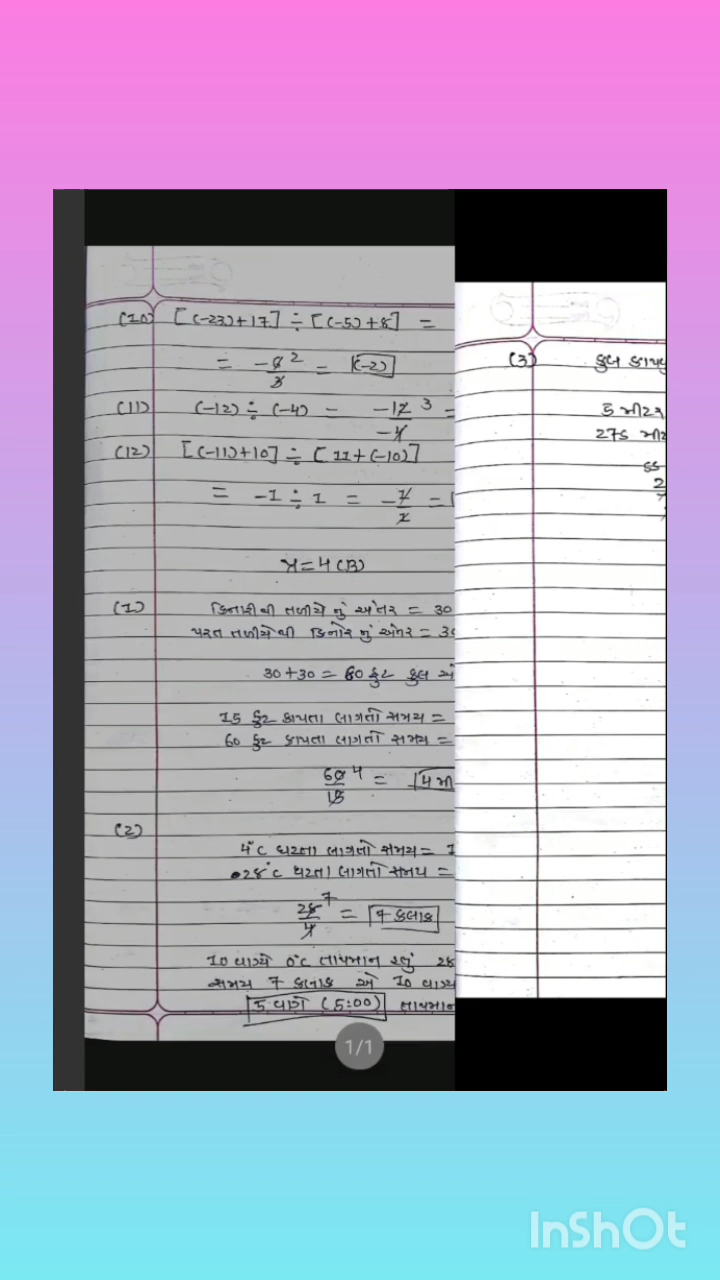 (10) [(-23)+17] ÷ [(-5)+8] =
= -6 2 / 3 = (-2)
(11) (-12) ÷ (-4) = -12 3 / -4 =
(12) [(-11)+10] ÷ [11+(-10)]
= -1 ÷ 1 = -1 / 1 =
(1) કિનારીથી તળીયે નું અંતર = 30
પરત તળીયેથી કિનારે નું અંતર = 30
30+30 = 60 ફુટ કુલ અં
15 ફુટ કાપતા લાગતો સમય =
60 ફુટ કાપતા લાગતો સમય =
60 4 / 15 = 4 મી
(2)
4°C ઘટતા લાગતો સમય = 1
28°C ઘટતા લાગતો સમય =
28 7 / 4 = 7 કલાક
10 વાગ્યે 0°C તાપમાન હતું 28
સમય 7 કલાક એ 10 વાગ્ય
5 વાગે (5:00) તાપમાન
1/1
(3) કુલ કાપવ
5 મીટર
275 મીટ
InShOt